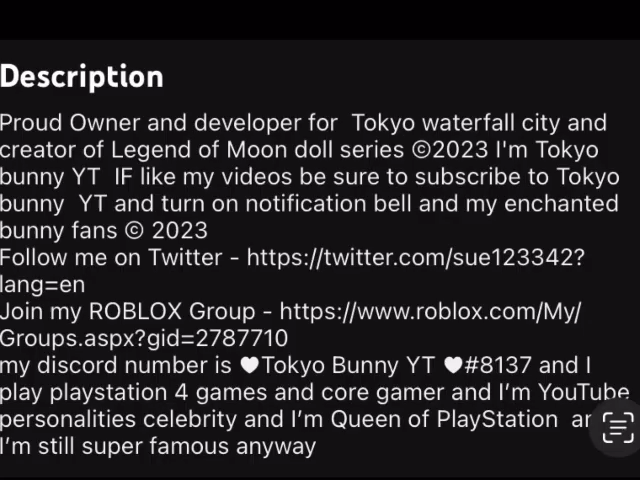 Description
Proud Owner and developer for  Tokyo waterfall city and
creator of Legend of Moon doll series ©2023 I'm Tokyo
bunny YT  IF like my videos be sure to subscribe to Tokyo
bunny  YT and turn on notification bell and my enchanted
bunny fans © 2023
Follow me on Twitter - https://twitter.com/sue123342?
lang=en
Join my ROBLOX Group - https://www.roblox.com/My/
Groups.aspx?gid=2787710
my discord number is ♥Tokyo Bunny YT ♥#8137 and I
play playstation 4 games and core gamer and I’m YouTube
personalities celebrity and I’m Queen of PlayStation
I’m still super famous anyway